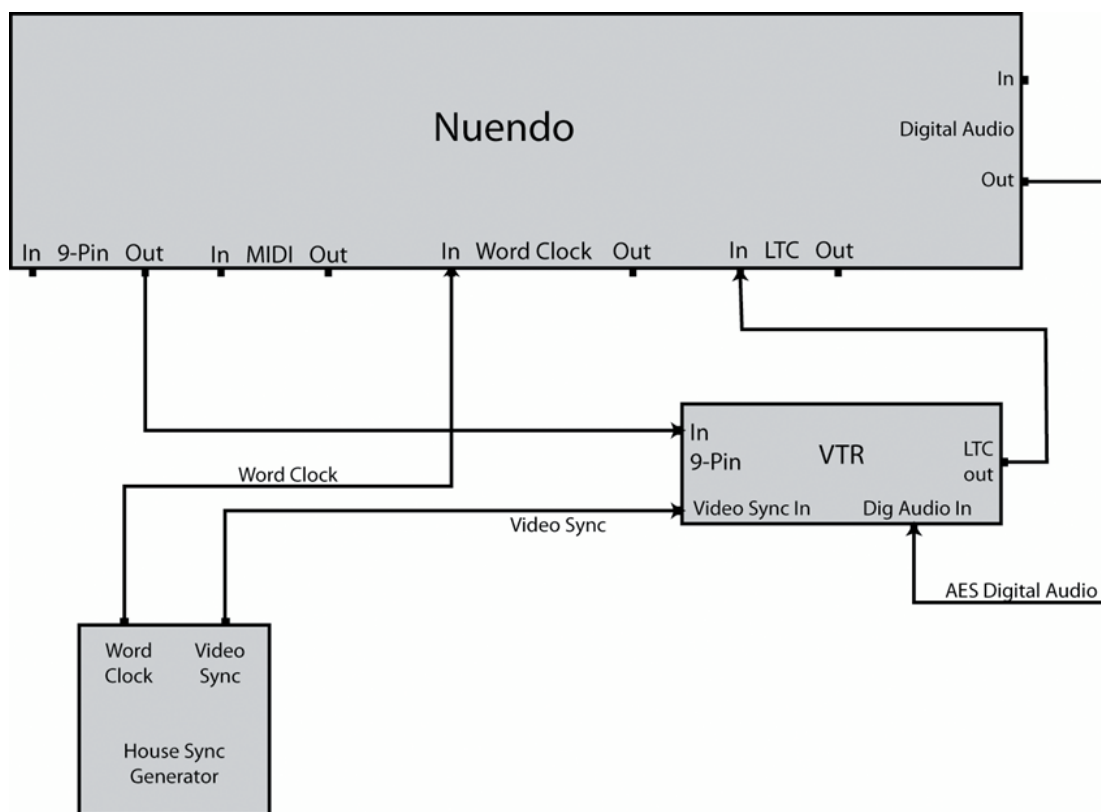 In
Nuendo
Digital Audio
Out
In 9-Pin Out In MIDI Out In Word Clock Out In LTC Out
In
9-Pin
VTR
LTC
out
Word Clock
Video Sync In
Dig Audio In
Video Sync
AES Digital Audio
Word
Clock
Video
Sync
House Sync
Generator